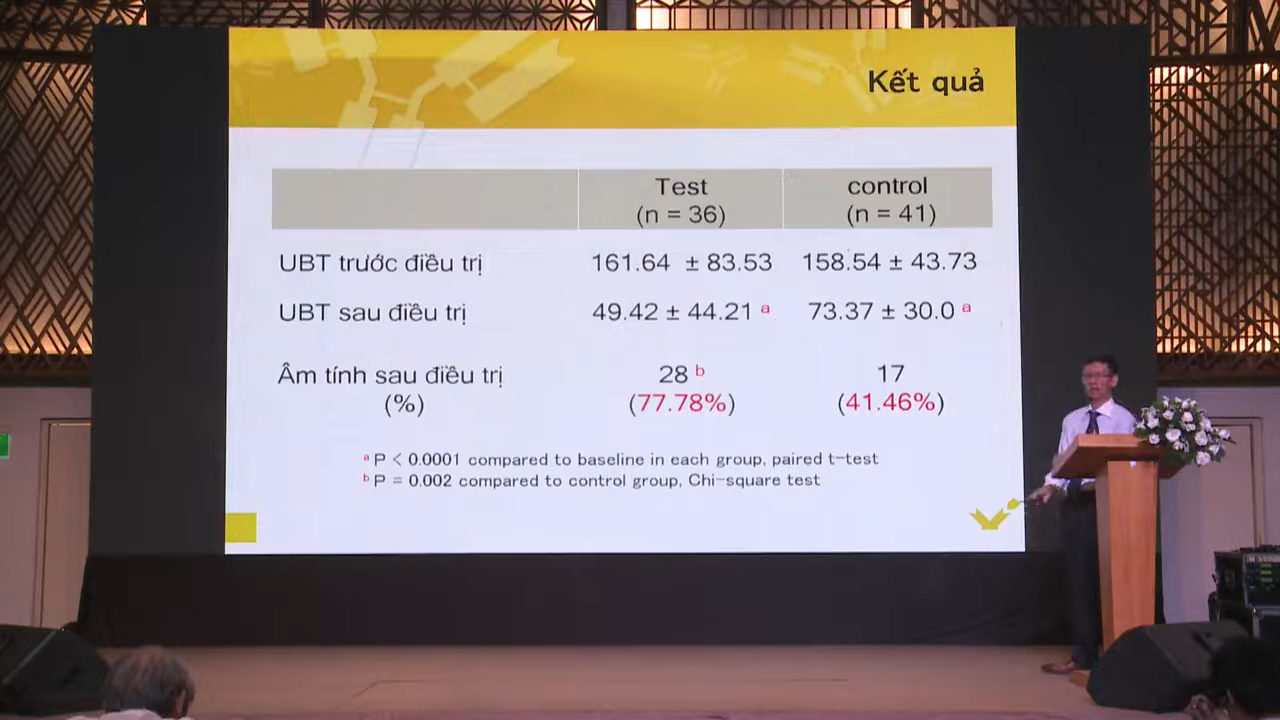 Kết quả
Test control
(n = 36) (n = 41)
UBT trước điều trị 161.64 ± 83.53 158.54 ± 43.73
UBT sau điều trị 49.42 ± 44.21 a 73.37 ± 30.0 a
Âm tính sau điều trị 28 b 17
(%) (77.78%) (41.46%)
a P < 0.0001 compared to baseline in each group, paired t-test
b P = 0.002 compared to control group, Chi-square test